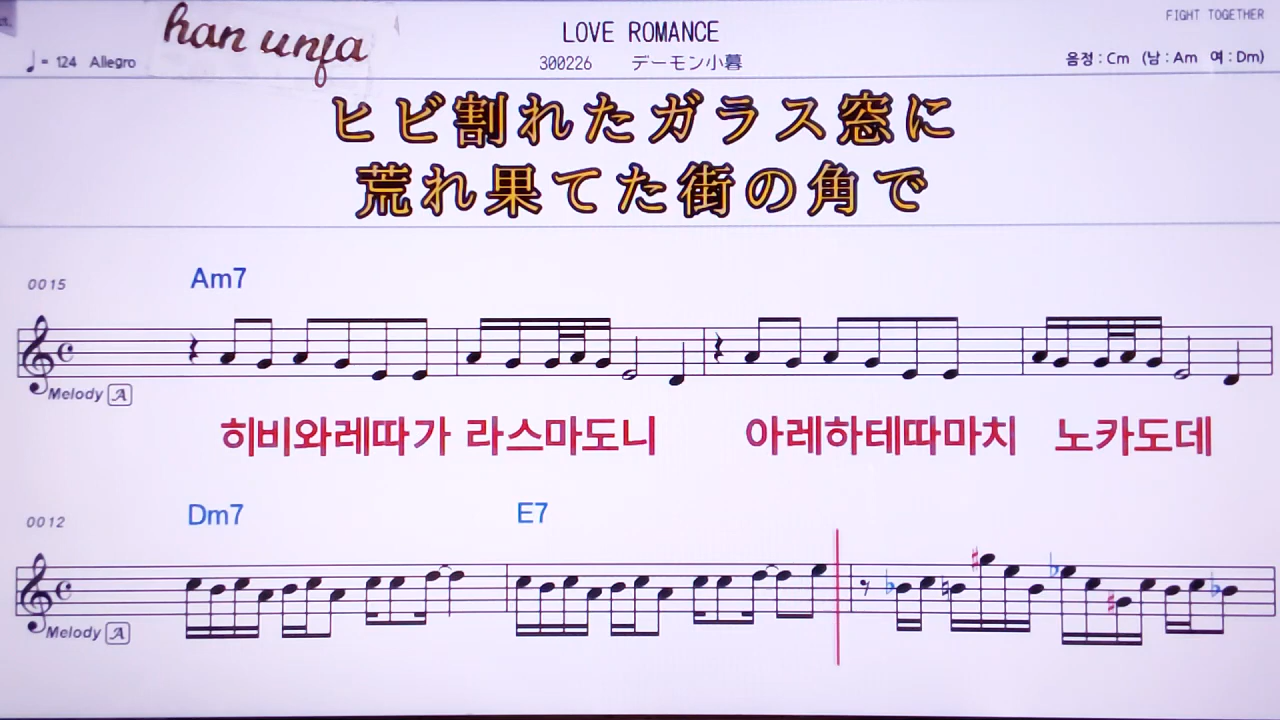 LOVE ROMANCE
FIGHT TOGETHER
han unja
♩= 124 Allegro
300226 デーモン小暮
음정 : Cm (남 : Am 여 : Dm)
ヒビ割れたガラス窓に
荒れ果てた街の角で
0015
Am7
Melody A
히비와레따가 라스마도니 아레하테따마치 노카도데
0012
Dm7 E7
Melody A